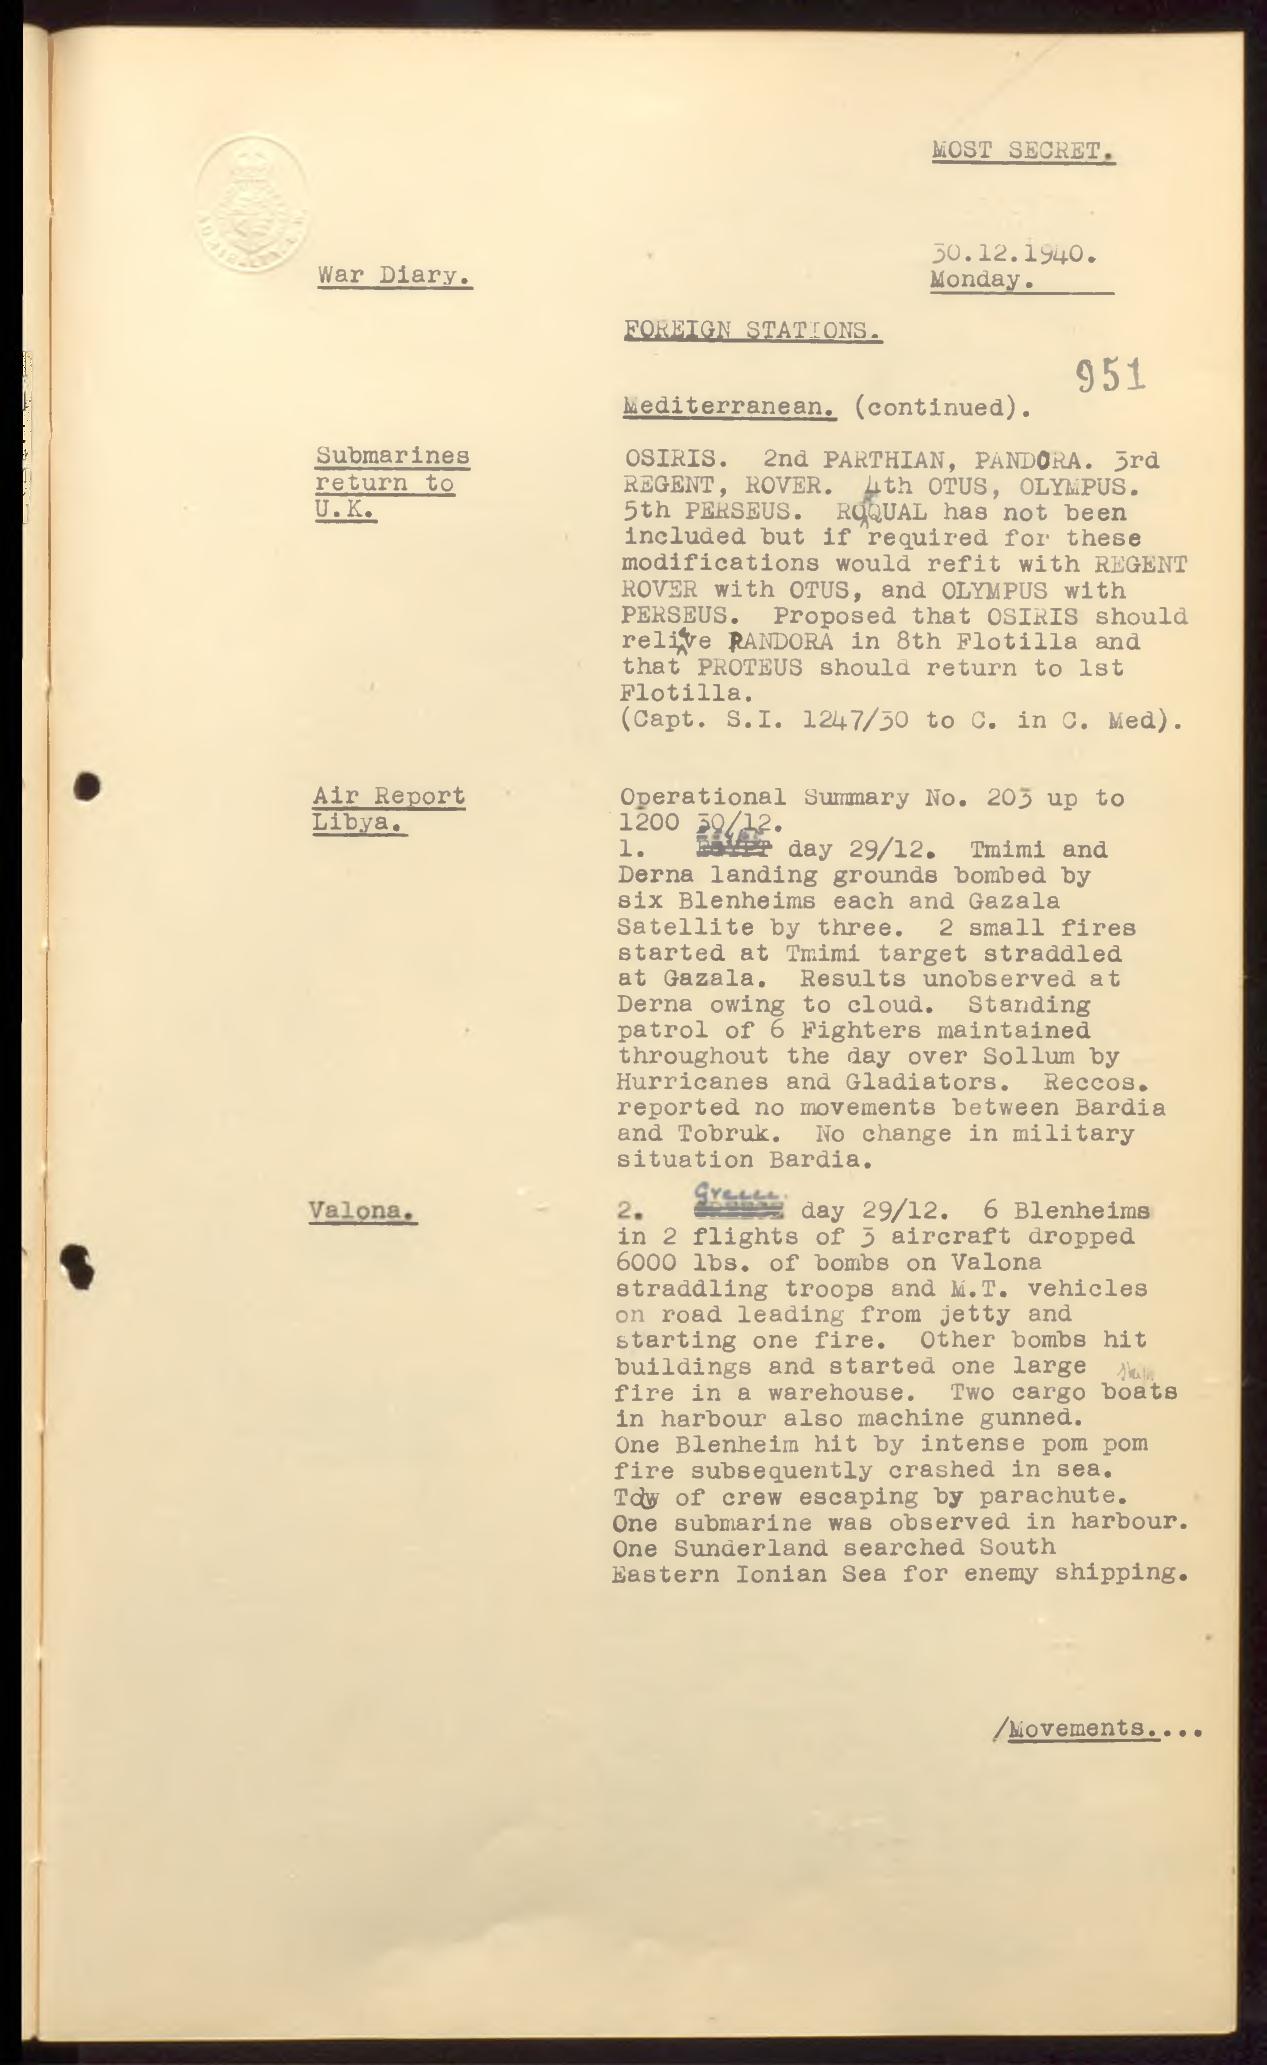 MOST SECRET.
30.12.1940.
War Diary.
Monday.
FOREIGN STATIONS.
951
Mediterranean. (continued).
Submarines
return to
U.K.
OSIRIS. 2nd PARTHIAN, PANDORA. 3rd
REGENT, ROVER. 4th OTUS, OLYMPUS.
5th PERSEUS. RORQUAL has not been
included but if required for these
modifications would refit with REGENT
ROVER with OTUS, and OLYMPUS with
PERSEUS. Proposed that OSIRIS should
relieve PANDORA in 8th Flotilla and
that PROTEUS should return to 1st
Flotilla.
(Capt. S.I. 1247/30 to C. in C. Med).
Air Report
Libya.
Operational Summary No. 203 up to
1200 30/12.
1. day 29/12. Tmimi and
Derna landing grounds bombed by
six Blenheims each and Gazala
Satellite by three. 2 small fires
started at Tmimi target straddled
at Gazala. Results unobserved at
Derna owing to cloud. Standing
patrol of 6 Fighters maintained
throughout the day over Sollum by
Hurricanes and Gladiators. Reccos.
reported no movements between Bardia
and Tobruk. No change in military
situation Bardia.
Valona.
2. Greece. day 29/12. 6 Blenheims
in 2 flights of 3 aircraft dropped
6000 lbs. of bombs on Valona
straddling troops and M.T. vehicles
on road leading from jetty and
starting one fire. Other bombs hit
buildings and started one large
fire in a warehouse. Two cargo boats
in harbour also machine gunned.
One Blenheim hit by intense pom pom
fire subsequently crashed in sea.
Two of crew escaping by parachute.
One submarine was observed in harbour.
One Sunderland searched South
Eastern Ionian Sea for enemy shipping.
/Movements....